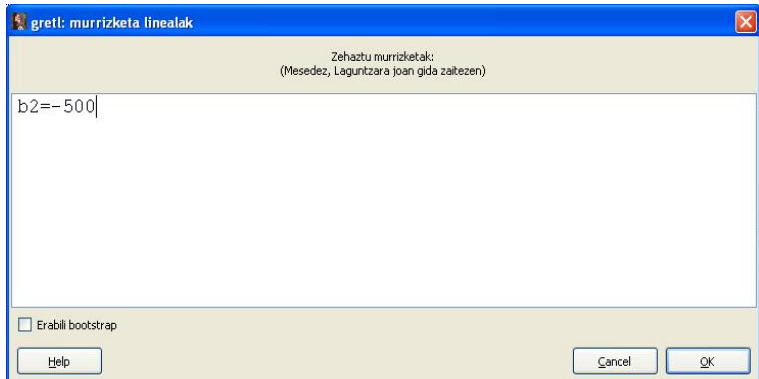 gretl: murrizketa linealak
Zehaztu murrizketak:
(Mesedez, Laguntzara joan gida zaitezen)
b2=-500
Erabili bootstrap
Help
Cancel
OK